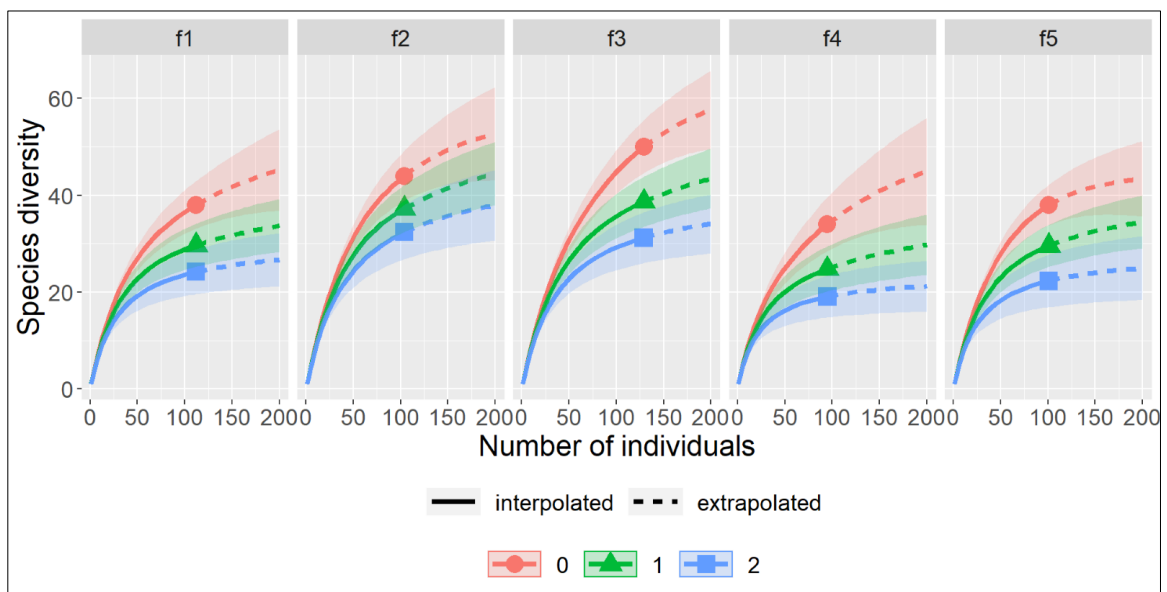 f1 f2 f3 f4 f5
Species diversity
60
40
20
0
0 50 100 150 200 0 50 100 150 200 0 50 100 150 200 0 50 100 150 200 0 50 100 150 200
Number of individuals
interpolated extrapolated
0 1 2